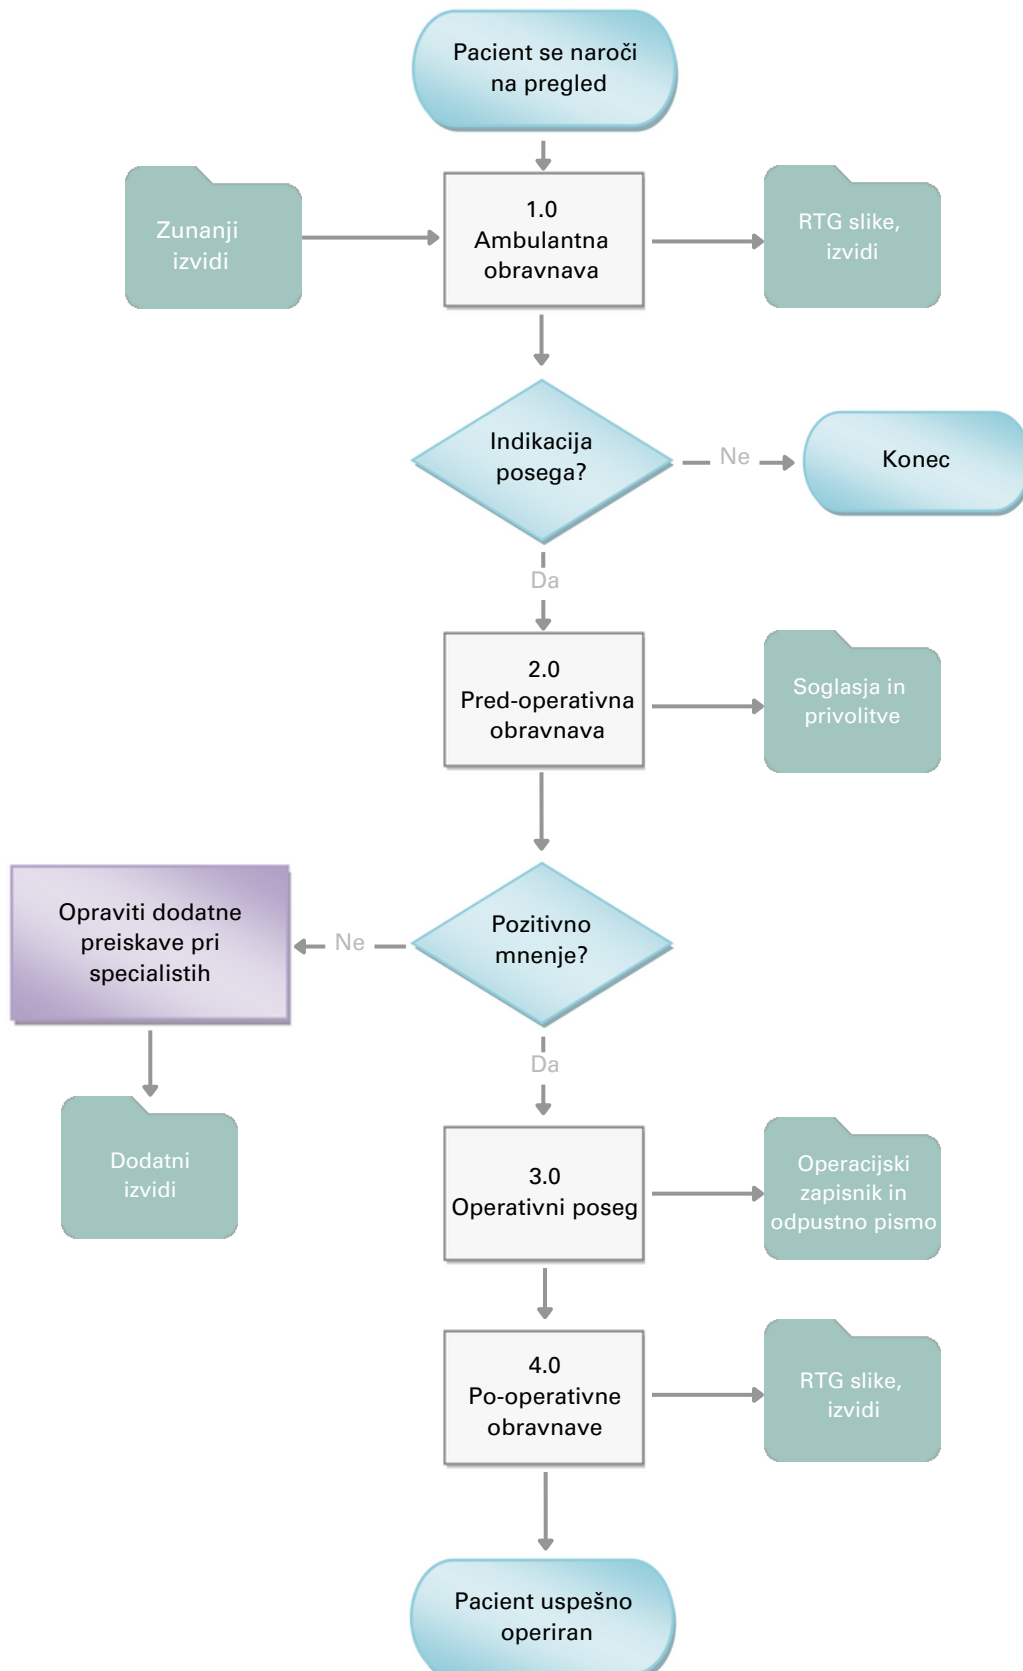 Pacient se naroči
na pregled
Zunanji
izvidi
1.0
Ambulantna
obravnava
RTG slike,
izvidi
Indikacija
posega?
Ne
Konec
Da
2.0
Pred-operativna
obravnava
Soglasja in
privolitve
Opraviti dodatne
preiskave pri
specialistih
Ne
Pozitivno
mnenje?
Da
Dodatni
izvidi
3.0
Operativni poseg
Operacijski
zapisnik in
odpustno pismo
4.0
Po-operativne
obravnave
RTG slike,
izvidi
Pacient uspešno
operiran